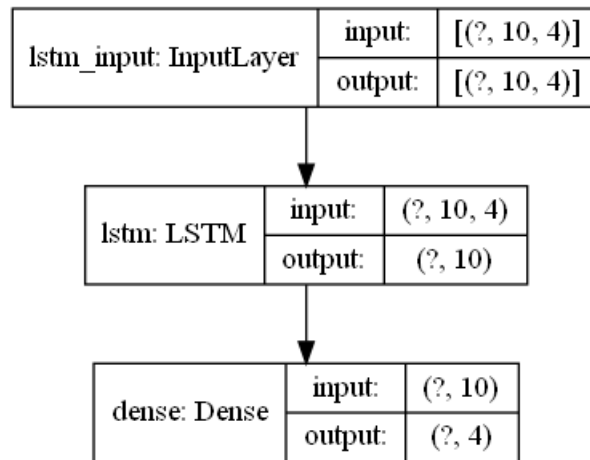 lstm_input: InputLayer
input: [(?, 10, 4)]
output: [(?, 10, 4)]
lstm: LSTM
input: (?, 10, 4)
output: (?, 10)
dense: Dense
input: (?, 10)
output: (?, 4)